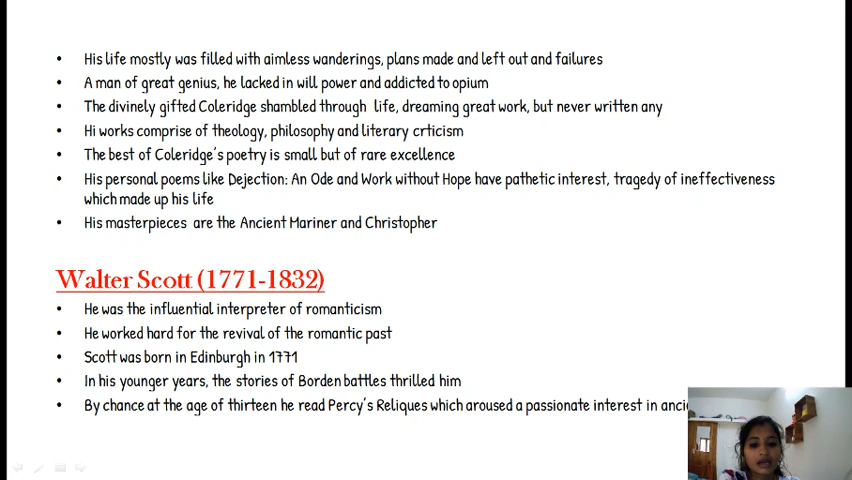 • His life mostly was filled with aimless wanderings, plans made and left out and failures
• A man of great genius, he lacked in will power and addicted to opium
• The divinely gifted Coleridge shambled through life, dreaming great work, but never written any
• Hi works comprise of theology, philosophy and literary crticism
• The best of Coleridge's poetry is small but of rare excellence
• His personal poems like Dejection: An Ode and Work without Hope have pathetic interest, tragedy of ineffectiveness
which made up his life
• His masterpieces are the Ancient Mariner and Christopher
Walter Scott (1771-1832)
• He was the influential interpreter of romanticism
• He worked hard for the revival of the romantic past
• Scott was born in Edinburgh in 1771
• In his younger years, the stories of Borden battles thrilled him
• By chance at the age of thirteen he read Percy's Reliques which aroused a passionate interest in